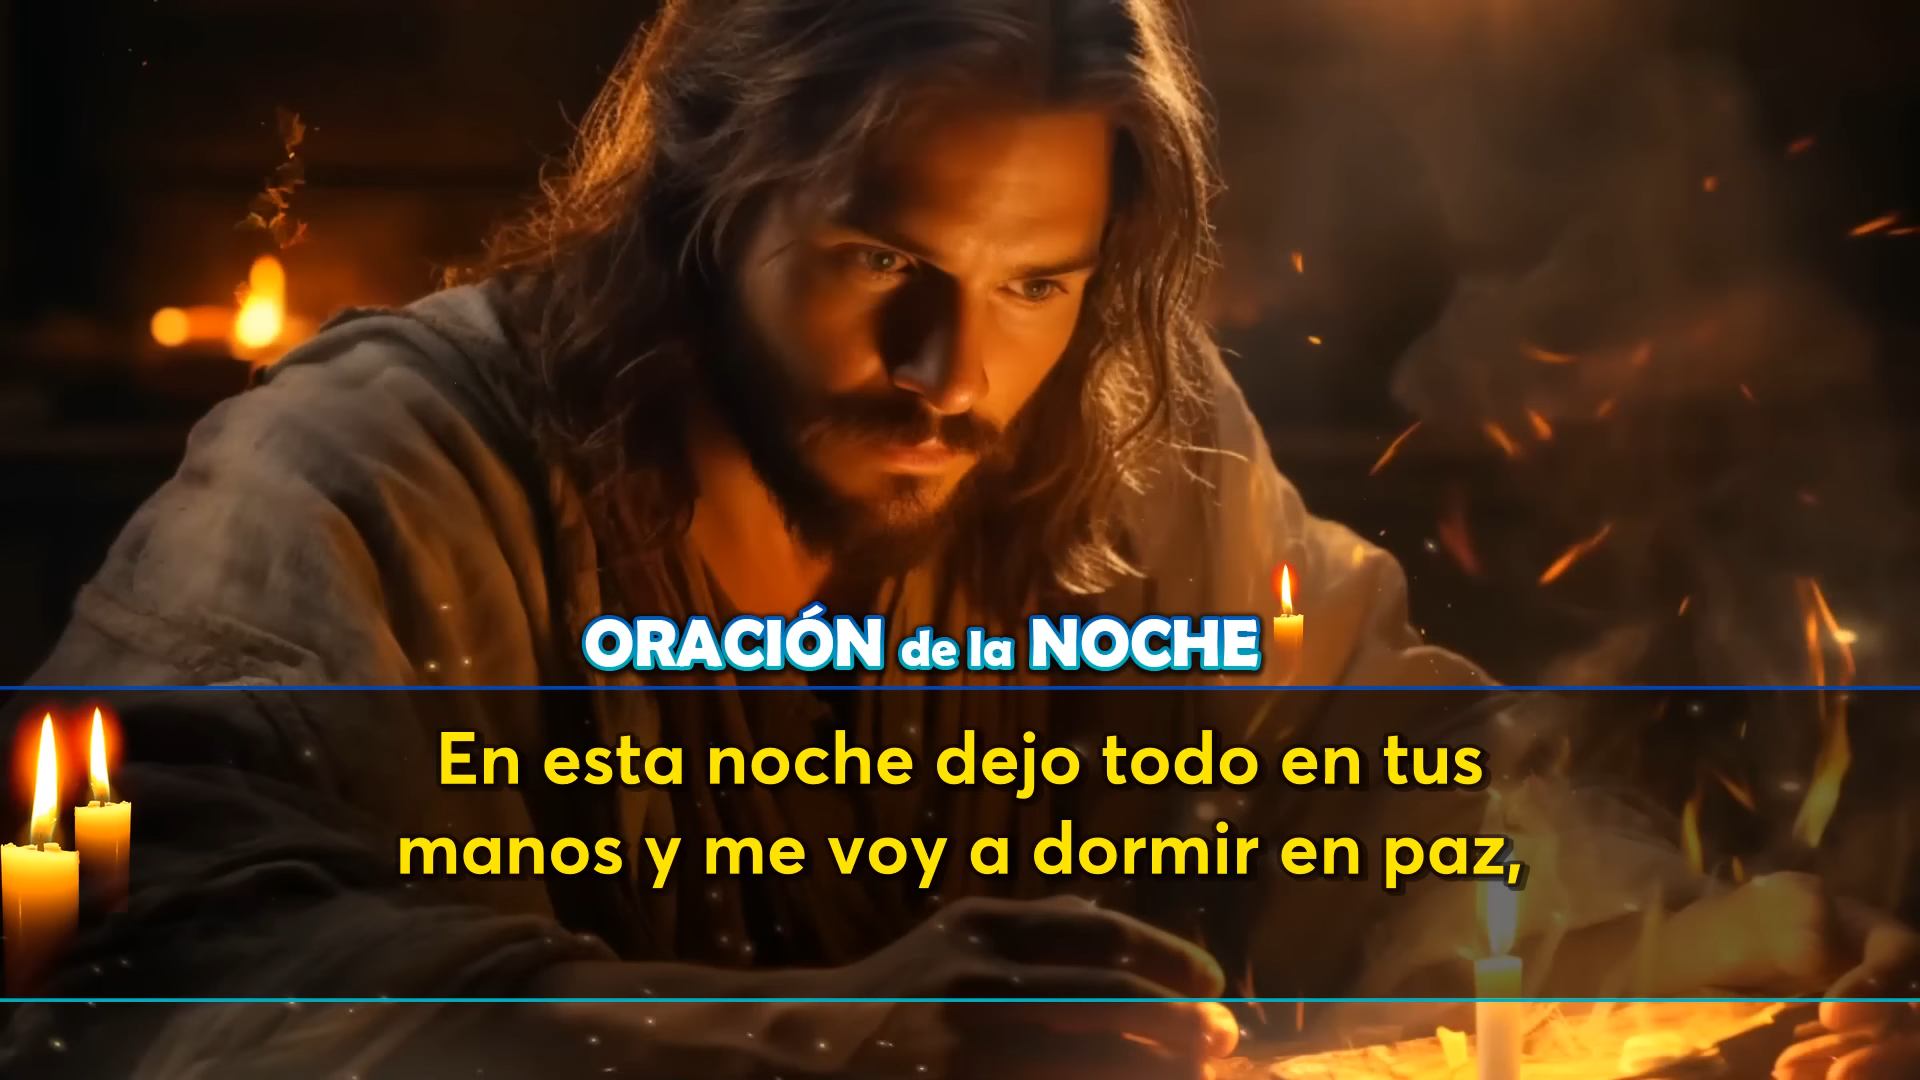 ORACIÓN de la NOCHE
En esta noche dejo todo en tus
manos y me voy a dormir en paz,